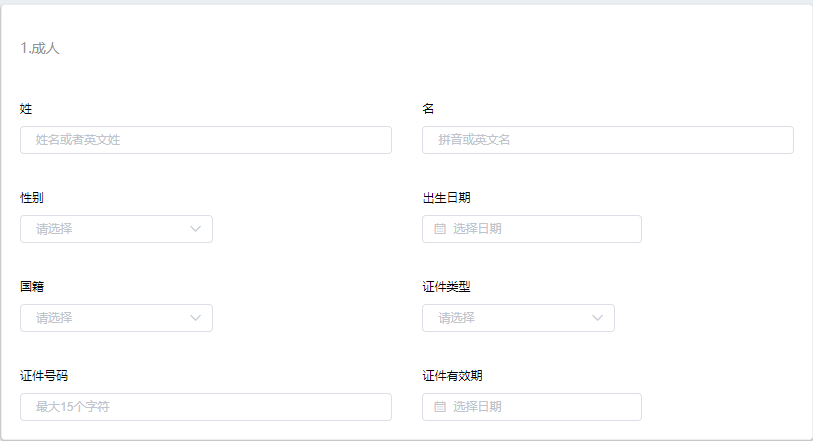 1.成人
姓 名
姓名或者英文姓 拼音或英文名
性别 出生日期
请选择 选择日期
国籍 证件类型
请选择 请选择
证件号码 证件有效期
最大15个字符 选择日期